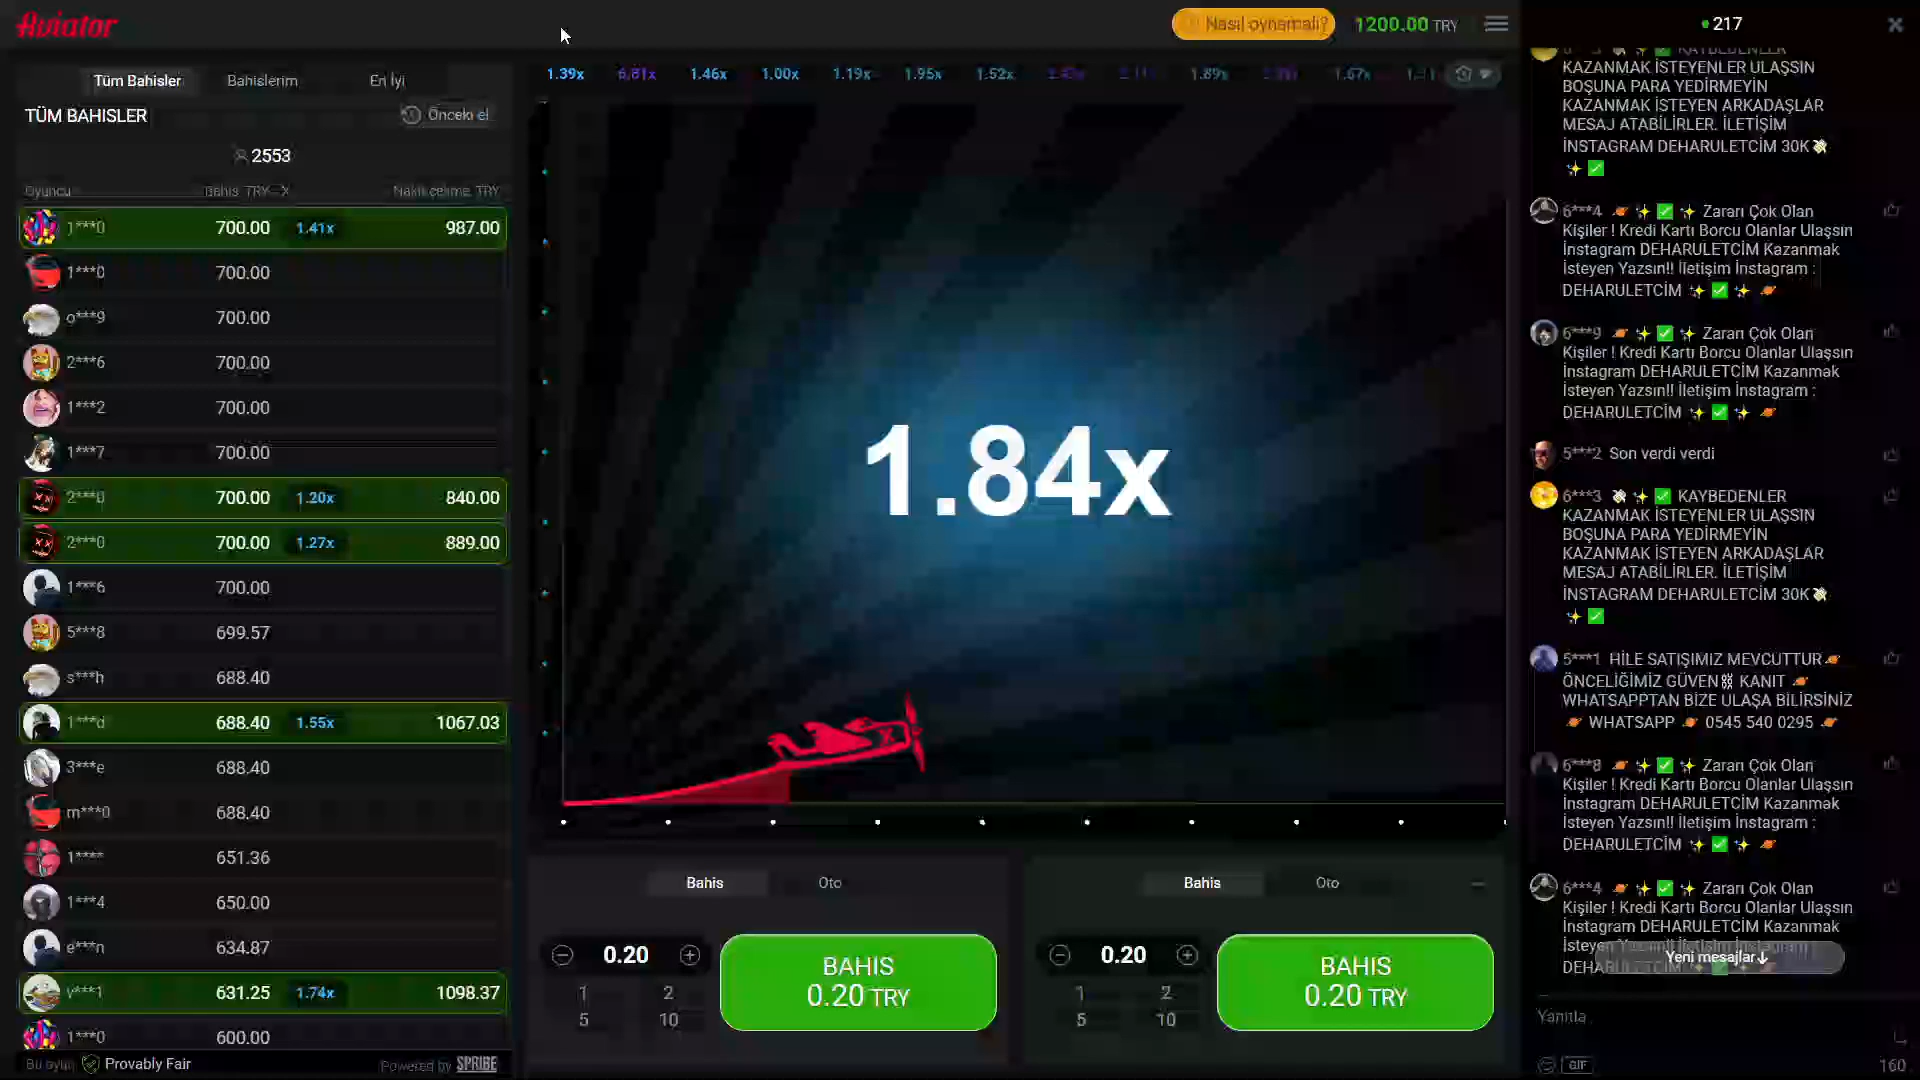 Aviator
Nasıl oynamalı?
1200.00 TRY
217
Tüm Bahisler
Bahislerim
En İyi
TÜM BAHISLER
Önceki el
2553
Oyuncu
Bahis TRY X
1***0 700.00 1.41x 987.00
1***0 700.00
o***9 700.00
2***6 700.00
1***2 700.00
1***7 700.00
2***0 700.00 1.20x 840.00
2***0 700.00 1.27x 889.00
1***6 700.00
5***8 699.57
s***h 688.40
1***d 688.40 1.55x 1067.03
3***e 688.40
m***0 688.40
1**** 651.36
1***4 650.00
e***n 634.87
v***1 631.25 1.74x 1098.37
1***0 600.00
Bu oyun Provably Fair
Powered by SPRIBE
1.39x 6.81x 1.46x 1.00x 1.19x 1.95x 1.52x 1.89x 1.67x
1.84x
Bahis
Oto
0.20
1 2
5 10
BAHIS
0.20 TRY
Bahis
Oto
0.20
1 2
5 10
BAHIS
0.20 TRY
KAYBEDENLER
KAZANMAK İSTEYENLER ULAŞSIN
BOŞUNA PARA YEDİRMEYİN
KAZANMAK İSTEYEN ARKADAŞLAR
MESAJ ATABİLİRLER. İLETİŞİM
İNSTAGRAM DEHARULETCİM 30K💸
✨✅
6***4 🪐 ✨ ✅ ✨ Zararı Çok Olan
Kişiler ! Kredi Kartı Borcu Olanlar Ulaşsın
İnstagram DEHARULETCİM Kazanmak
İsteyen Yazsın!! İletişim İnstagram :
DEHARULETCİM ✨ ✅ ✨ 🪐
6***9 🪐 ✨ ✅ ✨ Zararı Çok Olan
Kişiler ! Kredi Kartı Borcu Olanlar Ulaşsın
İnstagram DEHARULETCİM Kazanmak
İsteyen Yazsın!! İletişim İnstagram :
DEHARULETCİM ✨ ✅ ✨ 🪐
5***2 Son verdi verdi
6***3 💸 ✨ ✅ KAYBEDENLER
KAZANMAK İSTEYENLER ULAŞSIN
BOŞUNA PARA YEDİRMEYİN
KAZANMAK İSTEYEN ARKADAŞLAR
MESAJ ATABİLİRLER. İLETİŞİM
İNSTAGRAM DEHARULETCİM 30K💸
✨✅
5***1 HİLE SATIŞIMIZ MEVCUTTUR🪐
ÖNCELİĞİMİZ GÜVEN⛓ KANIT 🪐
WHATSAPPTAN BİZE ULAŞA BİLIRSİNİZ
🪐 WHATSAPP 🪐 0545 540 0295 🪐
6***8 🪐 ✨ ✅ ✨ Zararı Çok Olan
Kişiler ! Kredi Kartı Borcu Olanlar Ulaşsın
İnstagram DEHARULETCİM Kazanmak
İsteyen Yazsın!! İletişim İnstagram :
DEHARULETCİM ✨ ✅ ✨ 🪐
6***4 🪐 ✨ ✅ ✨ Zararı Çok Olan
Kişiler ! Kredi Kartı Borcu Olanlar Ulaşsın
İnstagram DEHARULETCİM Kazanmak
Yeni mesajlar↓
Yanıtla
GIF
160